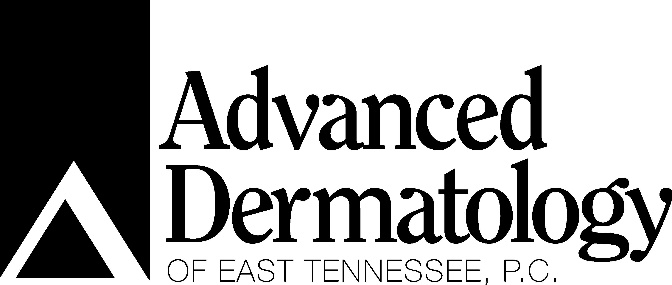 Advanced
Dermatology
OF EAST TENNESSEE, P.C.